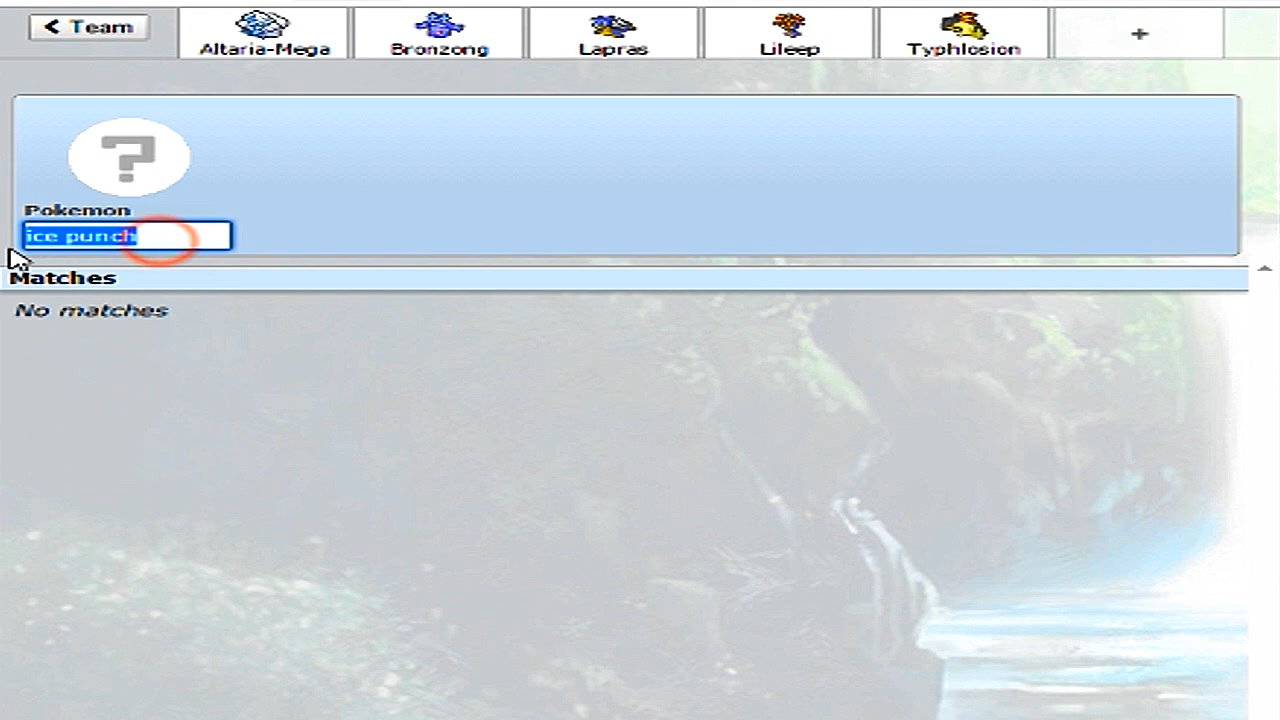 Team
Altaria-Mega
Bronzong
Lapras
Lileep
Typhlosion
+
?
Pokemon
ice punch
Matches
No matches